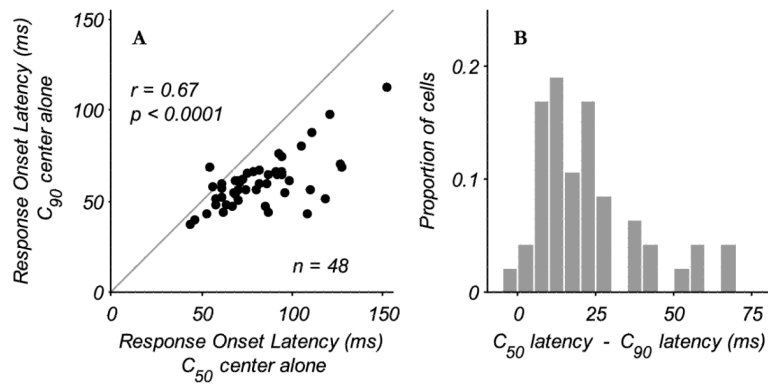 A
r = 0.67
p < 0.0001
n = 48
Response Onset Latency (ms)
C90 center alone
150
100
50
0
0 50 100 150
Response Onset Latency (ms)
C50 center alone
B
Proportion of cells
0.2
0.1
0
0 25 50 75
C50 latency - C90 latency (ms)